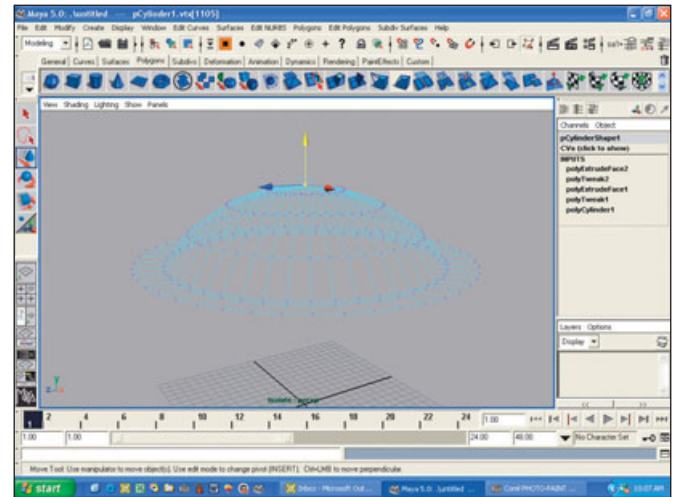 Maya 5.0: .\untitled --- pCylinder1.vtx[1105]
File Edit Modify Create Display Window Edit Curves Surfaces Edit NURBS Polygons Edit Polygons Subdiv Surfaces Help
Modeling
General Curves Surfaces Polygons Subdivs Deformation Animation Dynamics Rendering PaintEffects Custom
View Shading Lighting Show Panels
Channels Object
pCylinderShape1
CVs (click to show)
INPUTS
polyExtrudeFace2
polyTweak2
polyExtrudeFace1
polyTweak1
polyCylinder1
y
z
Layers Options
Display
<< >>
2 4 6 8 10 12 14 16 18 20 22 24 1.00
1
1.00 1.00 24.00 48.00 No Character Set
Move Tool: Use manipulator to move object(s). Use edit mode to change pivot (INSERT). Ctrl+LMB to move perpendicular.
start Inbox - Microsoft Out... Maya 5.0: .\untitled ... Corel PHOTO-PAINT ... 10:07 AM